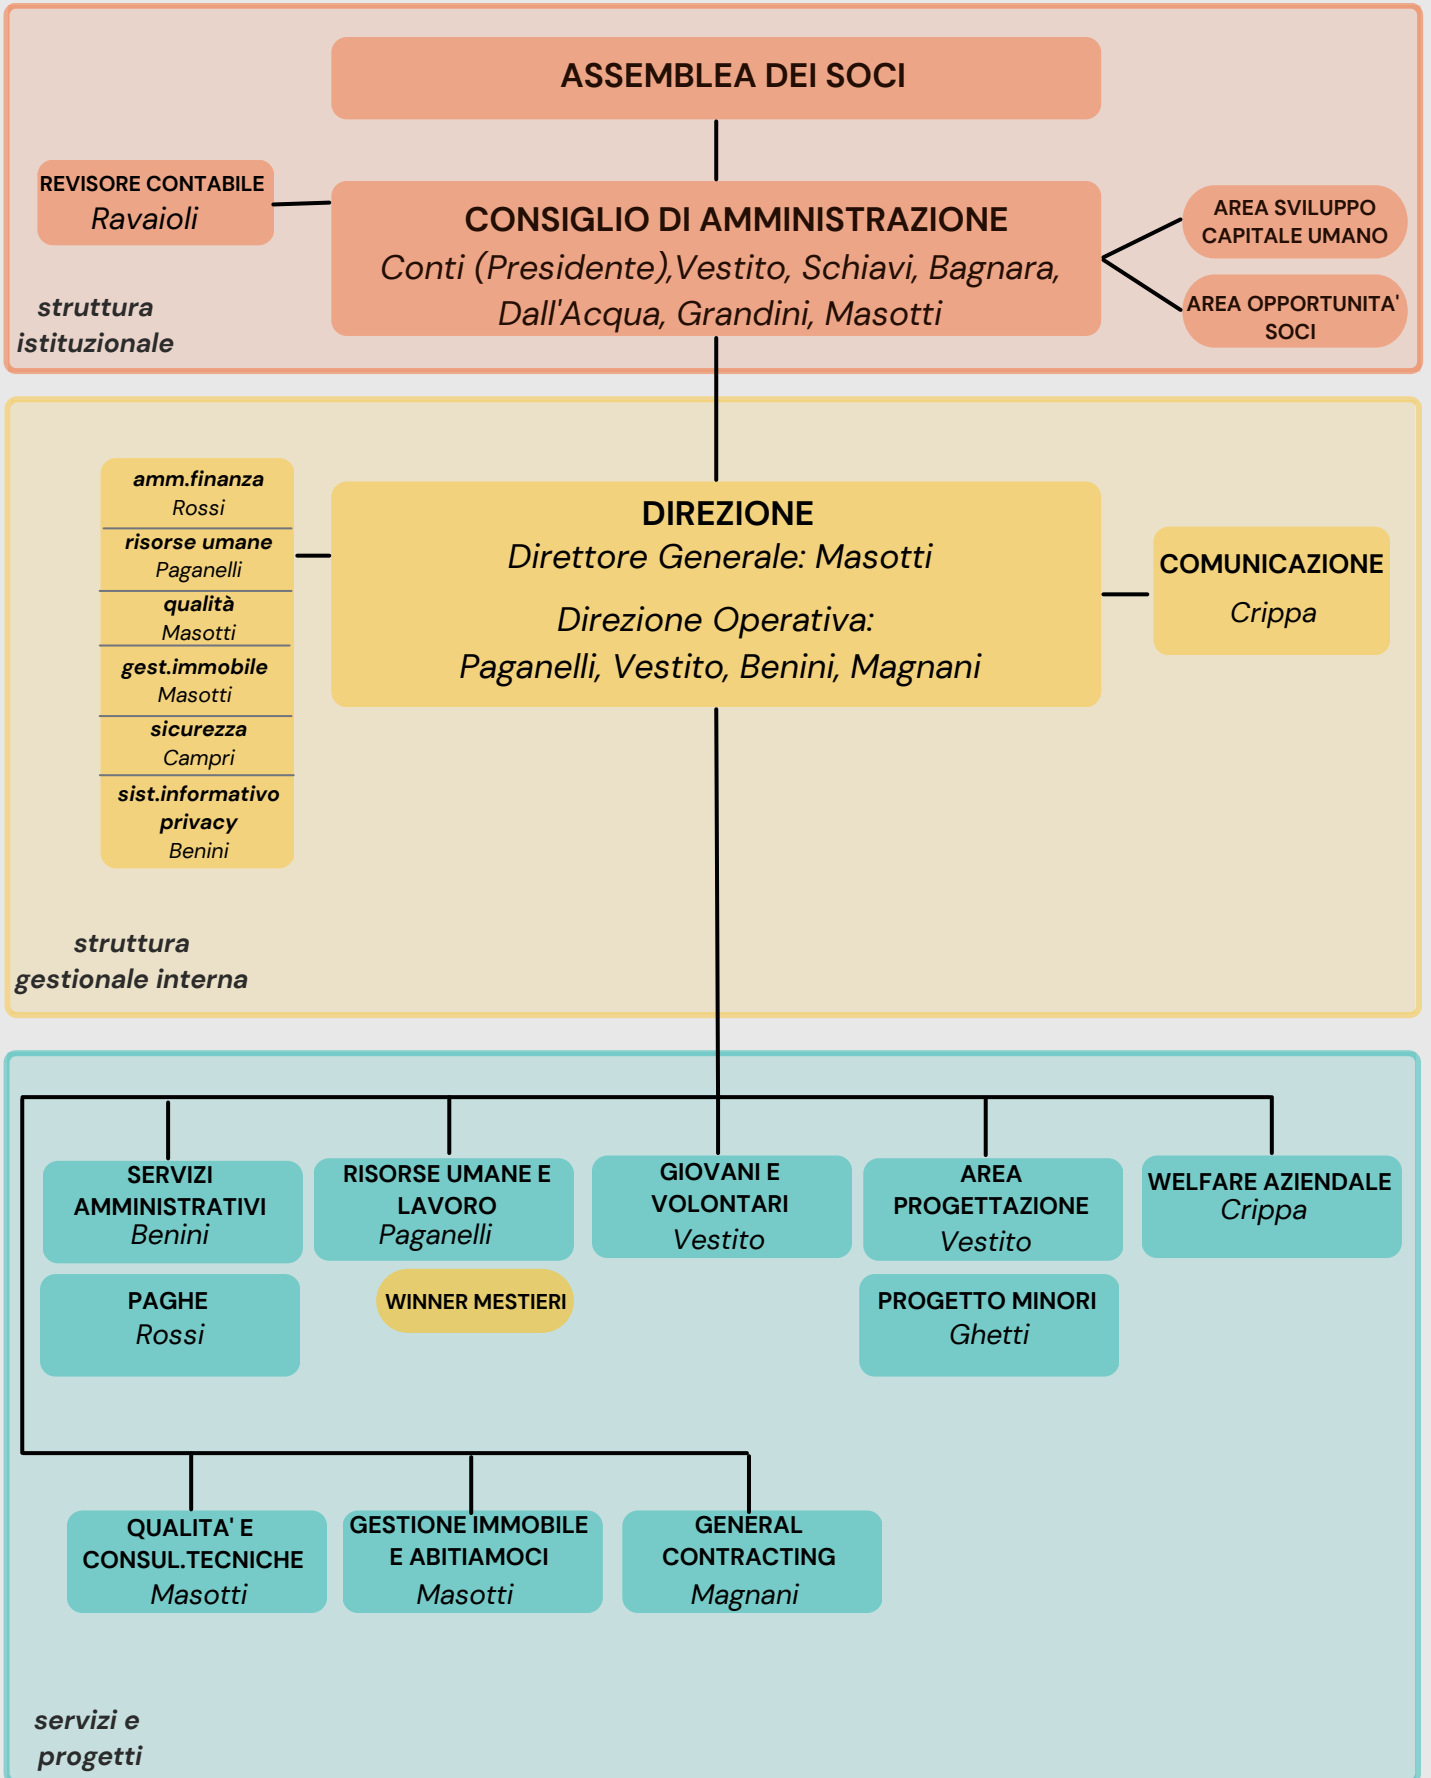 ASSEMBLEA DEI SOCI
REVISORE CONTABILE
Ravaioli
CONSIGLIO DI AMMINISTRAZIONE
Conti (Presidente),Vestito, Schiavi, Bagnara,
Dall'Acqua, Grandini, Masotti
AREA SVILUPPO
CAPITALE UMANO
AREA OPPORTUNITA'
SOCI
struttura
istituzionale
amm.finanza
Rossi
risorse umane
Paganelli
qualità
Masotti
gest.immobile
Masotti
sicurezza
Campri
sist.informativo
privacy
Benini
DIREZIONE
Direttore Generale: Masotti
Direzione Operativa:
Paganelli, Vestito, Benini, Magnani
COMUNICAZIONE
Crippa
struttura
gestionale interna
SERVIZI
AMMINISTRATIVI
Benini
RISORSE UMANE E
LAVORO
Paganelli
GIOVANI E
VOLONTARI
Vestito
AREA
PROGETTAZIONE
Vestito
WELFARE AZIENDALE
Crippa
PAGHE
Rossi
WINNER MESTIERI
PROGETTO MINORI
Ghetti
QUALITA' E
CONSUL.TECNICHE
Masotti
GESTIONE IMMOBILE
E ABITIAMOCI
Masotti
GENERAL
CONTRACTING
Magnani
servizi e
progetti